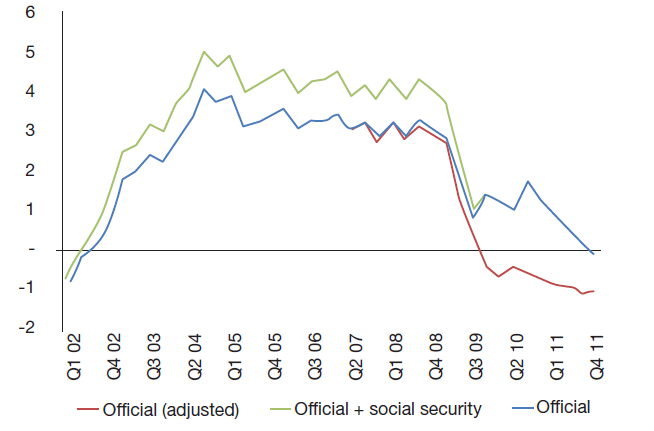 6
5
4
3
2
1
-
-1
-2
Q1 02
Q4 02
Q3 03
Q2 04
Q1 05
Q4 05
Q3 06
Q2 07
Q1 08
Q4 08
Q3 09
Q2 10
Q1 11
Q4 11
Official (adjusted) Official + social security Official